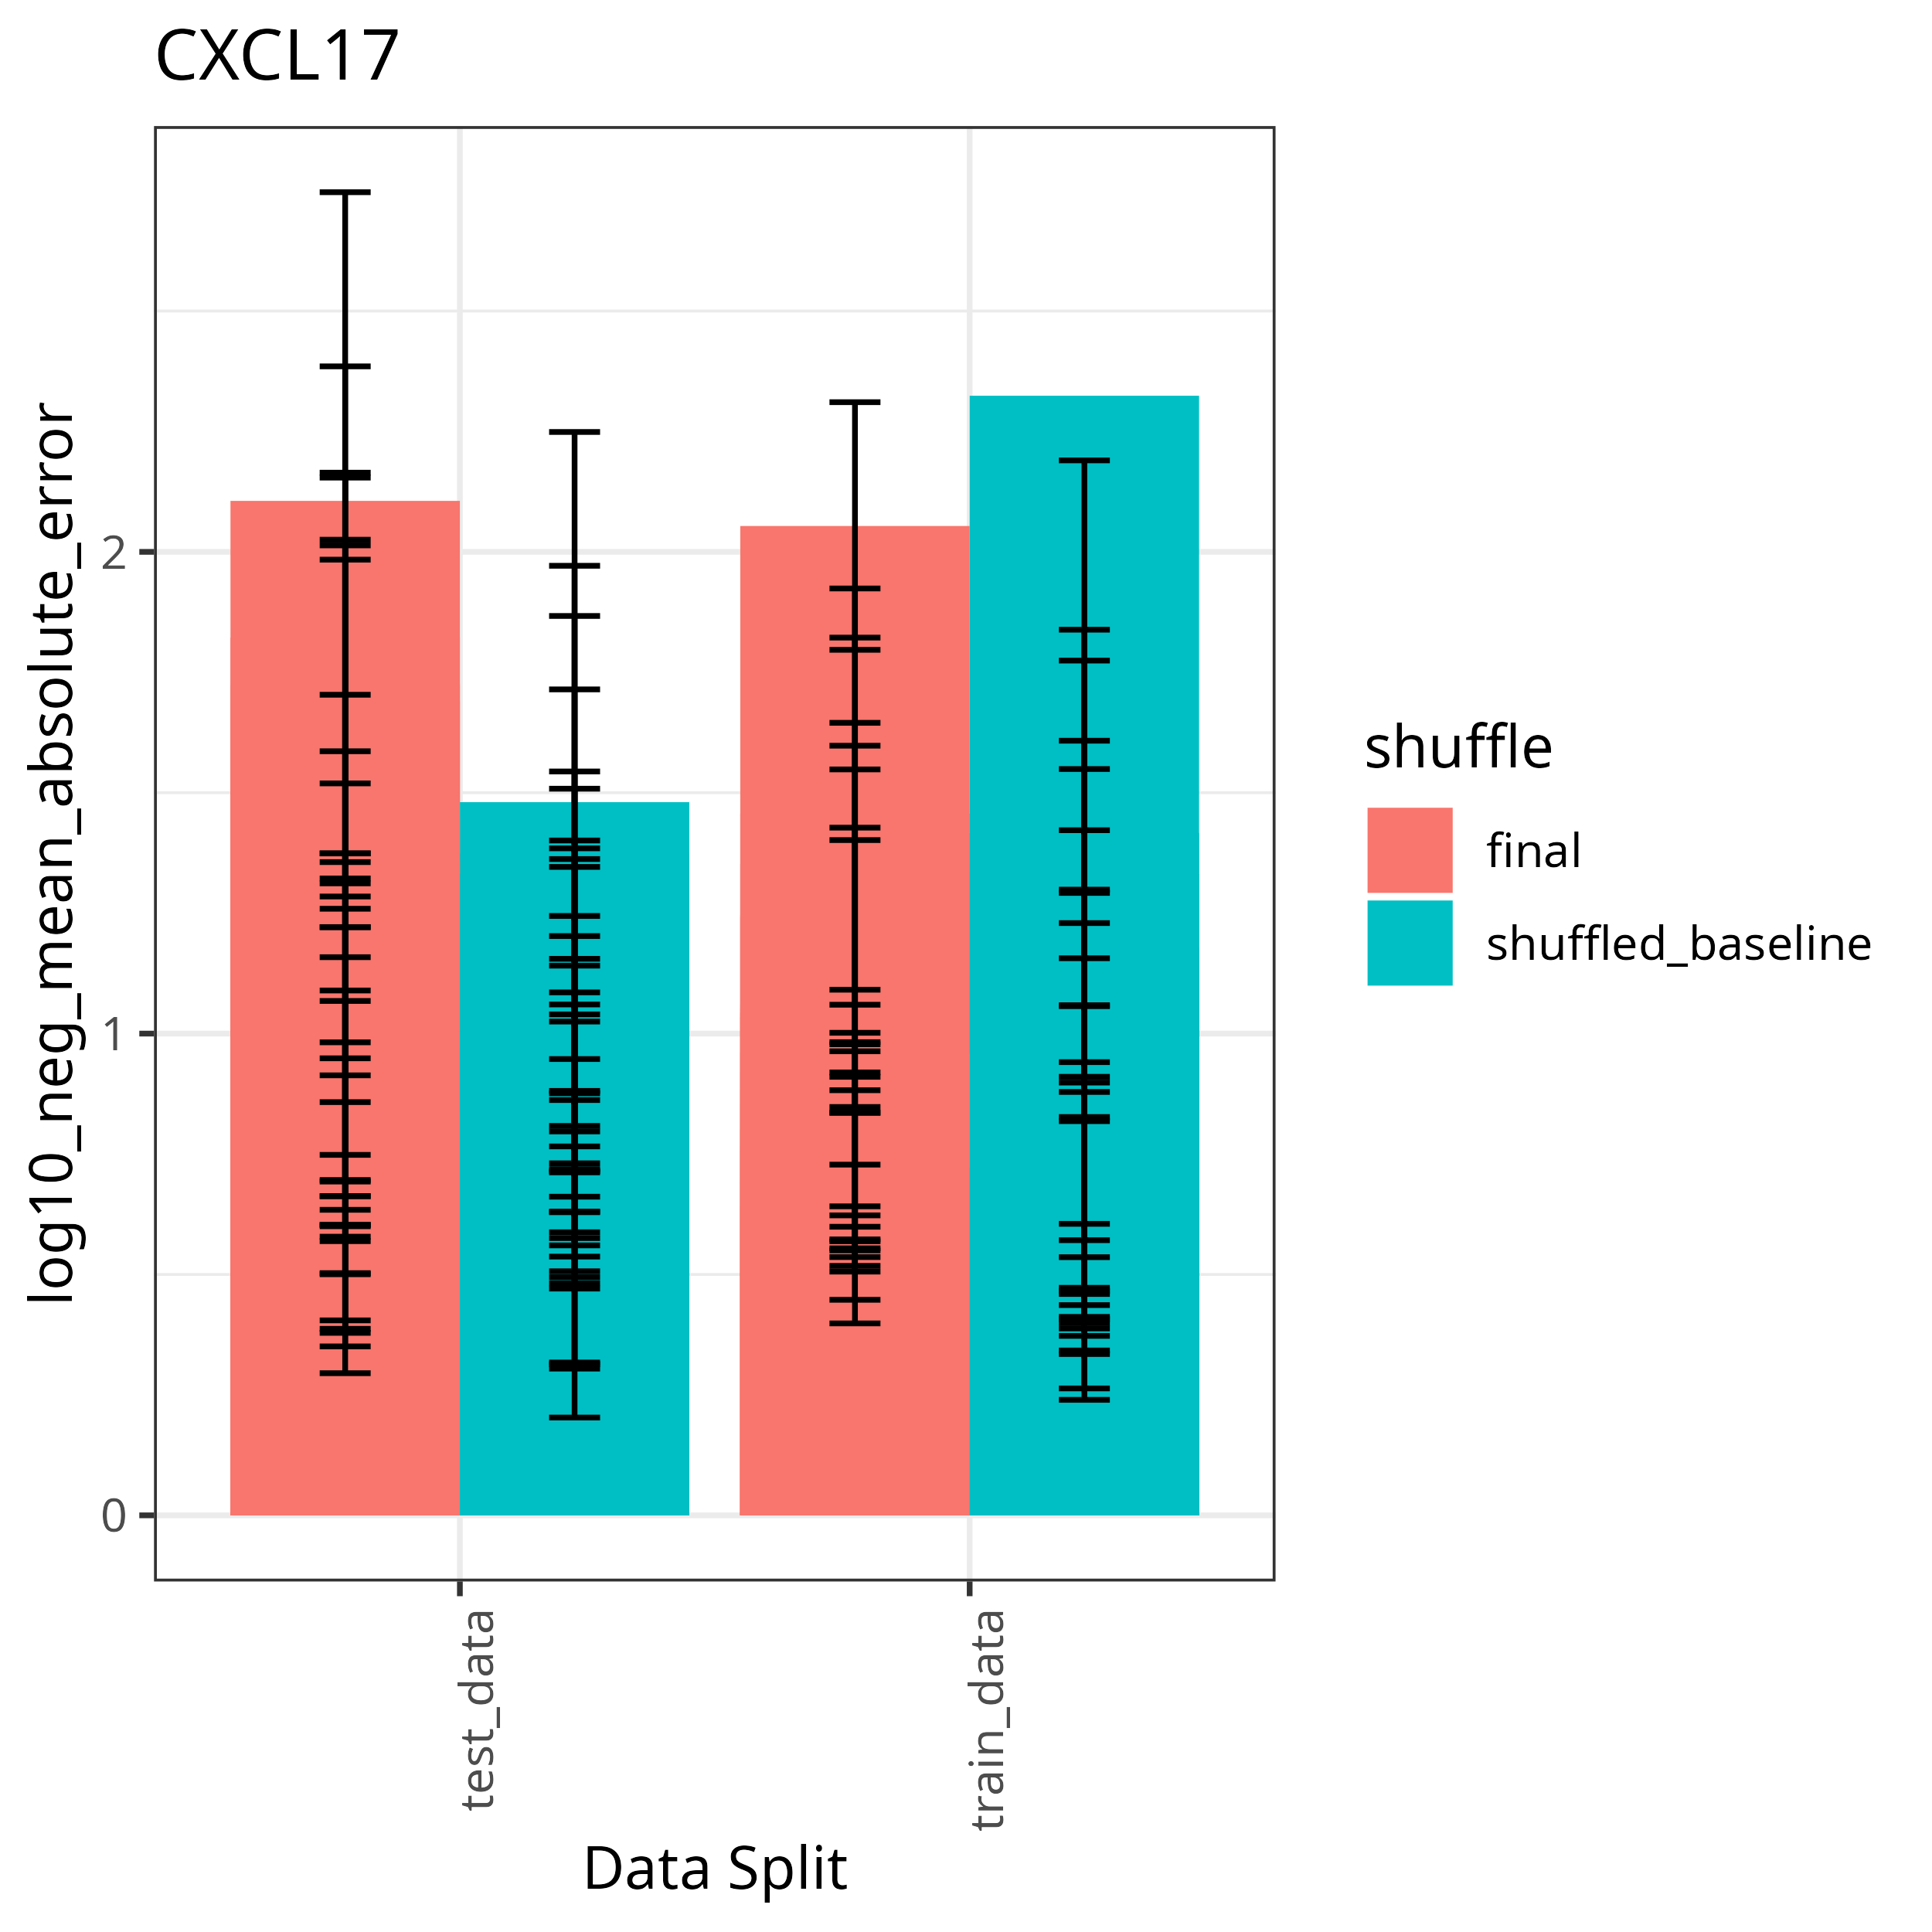 CXCL17
log10_neg_mean_absolute_error
2
1
0
test_data
train_data
Data Split
shuffle
final
shuffled_baseline